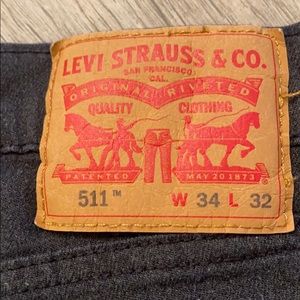 LEVI STRAUSS & CO.
SAN FRANCISCO
CAL.
ORIGINAL RIVETED
QUALITY CLOTHING
PATENTED MAY 20 1873
511™ W 34 L 32